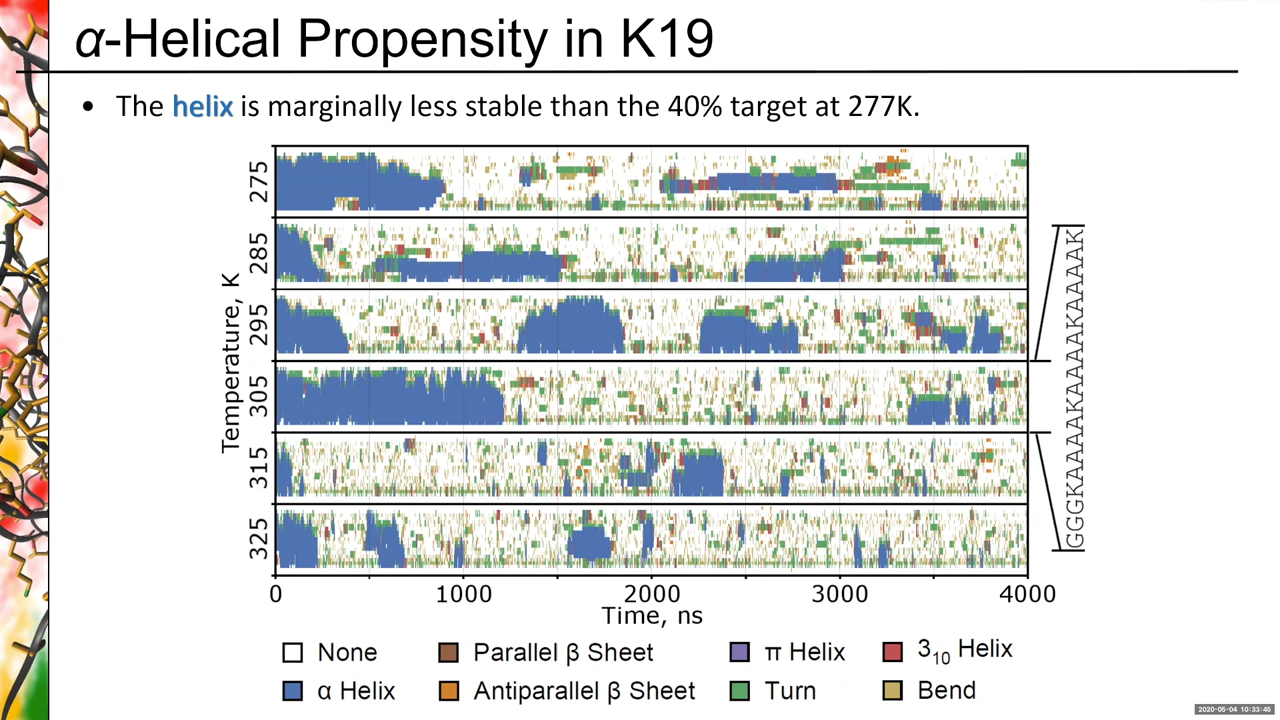 α-Helical Propensity in K19
• The helix is marginally less stable than the 40% target at 277K.
Temperature, K
275
285
295
305
315
325
GGGKAAAAKAAAAKAAAAKAAAAK
0 1000 2000 3000 4000
Time, ns
None
Parallel β Sheet
π Helix
3₁₀ Helix
α Helix
Antiparallel β Sheet
Turn
Bend
2020-05-04 10:33:45